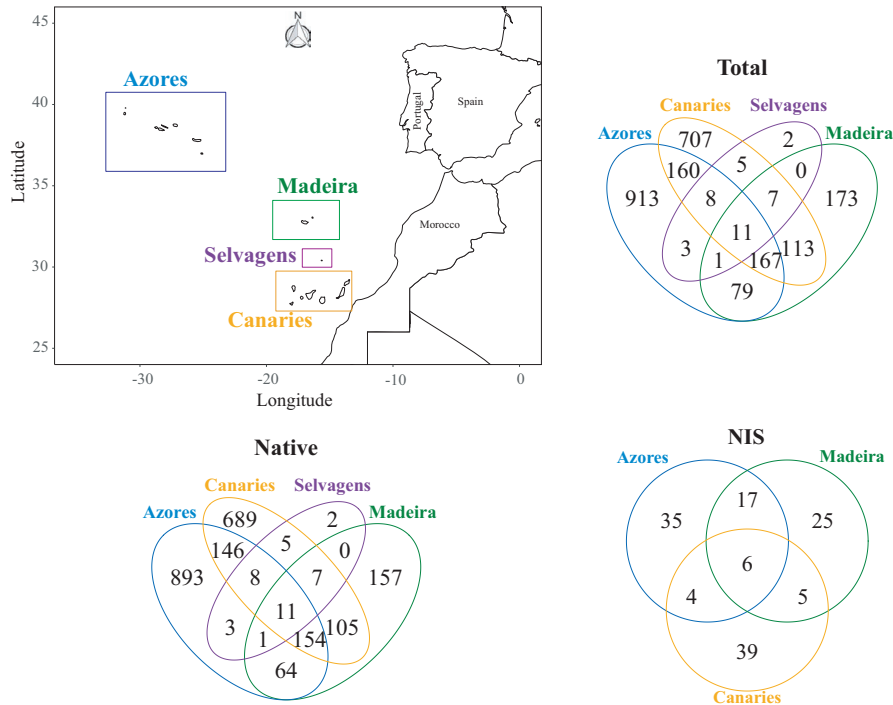 N
45
Azores
40
Portugal
Spain
Latitude
35
Madeira
Morocco
Selvagens
30
Canaries
25
-30
-20
-10
0
Longitude
Total
Canaries
Selvagens
Azores
Madeira
707
2
160
5
0
913
8
7
173
11
3
1
167
113
79
Native
Canaries
Selvagens
Azores
Madeira
689
2
146
5
0
893
8
7
157
11
3
1
154
105
64
NIS
Azores
Madeira
17
35
25
6
4
5
39
Canaries